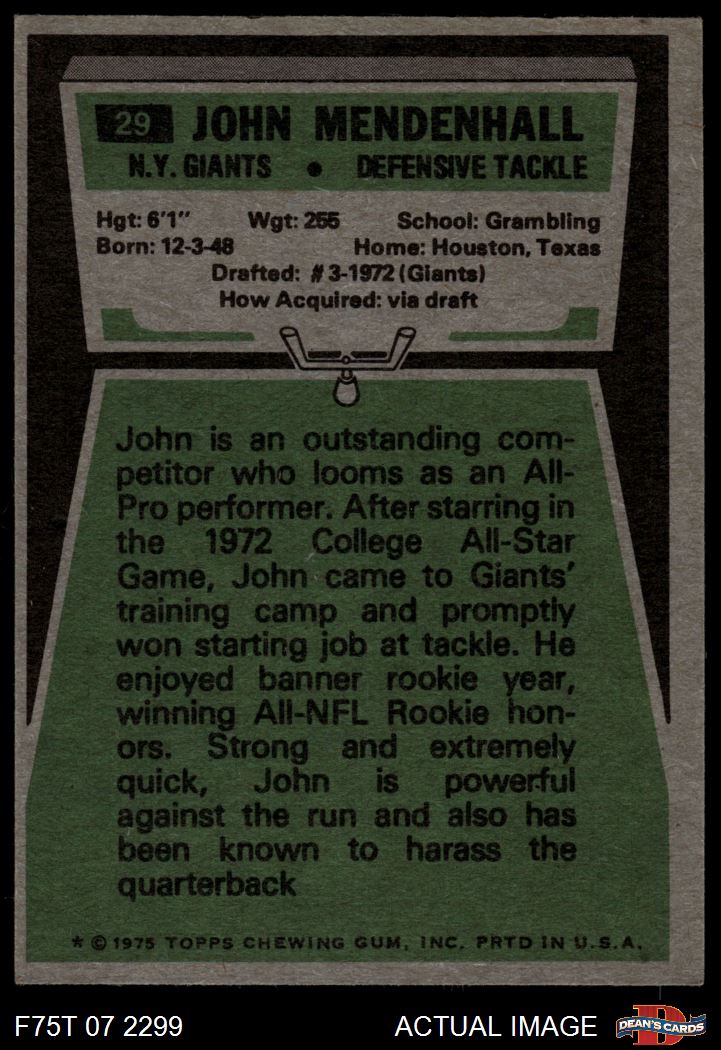 29 JOHN MENDENHALL
N.Y. GIANTS • DEFENSIVE TACKLE
Hgt: 6'1" Wgt: 255 School: Grambling
Born: 12-3-48 Home: Houston, Texas
Drafted: #3-1972 (Giants)
How Acquired: via draft
John is an outstanding com-
petitor who looms as an All-
Pro performer. After starring in
the 1972 College All-Star
Game, John came to Giants'
training camp and promptly
won starting job at tackle. He
enjoyed banner rookie year,
winning All-NFL Rookie hon-
ors. Strong and extremely
quick, John is powerful
against the run and also has
been known to harass the
quarterback
* © 1975 TOPPS CHEWING GUM, INC. PRTD IN U.S.A.
F75T 07 2299 ACTUAL IMAGE D DEAN'S CARDS